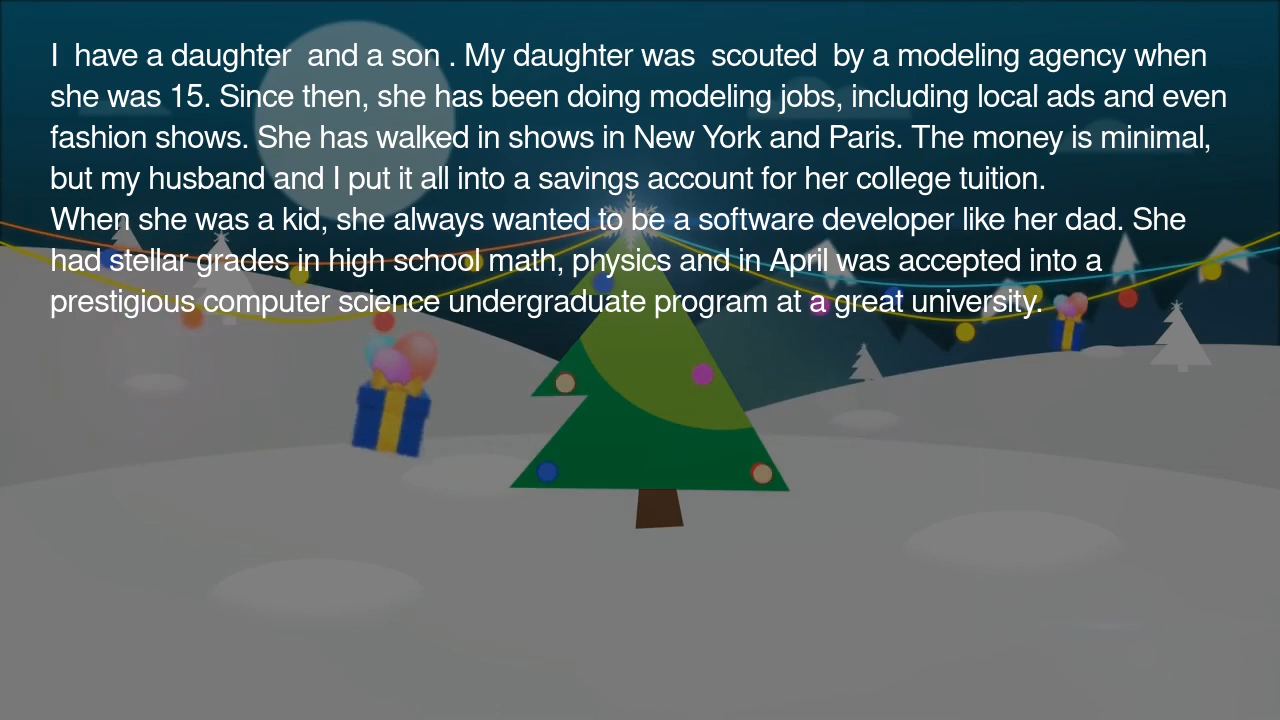 I have a daughter and a son . My daughter was scouted by a modeling agency when
she was 15. Since then, she has been doing modeling jobs, including local ads and even
fashion shows. She has walked in shows in New York and Paris. The money is minimal,
but my husband and I put it all into a savings account for her college tuition.
When she was a kid, she always wanted to be a software developer like her dad. She
had stellar grades in high school math, physics and in April was accepted into a
prestigious computer science undergraduate program at a great university.